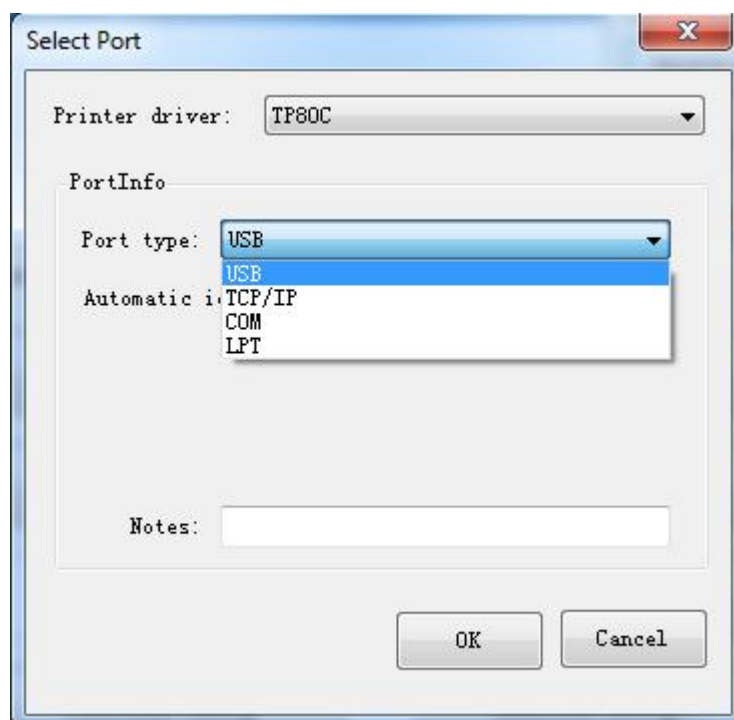 Select Port
Printer driver: TP80C
PortInfo
Port type: USB
USB
Automatic
TCP/IP
COM
LPT
Notes:
OK Cancel